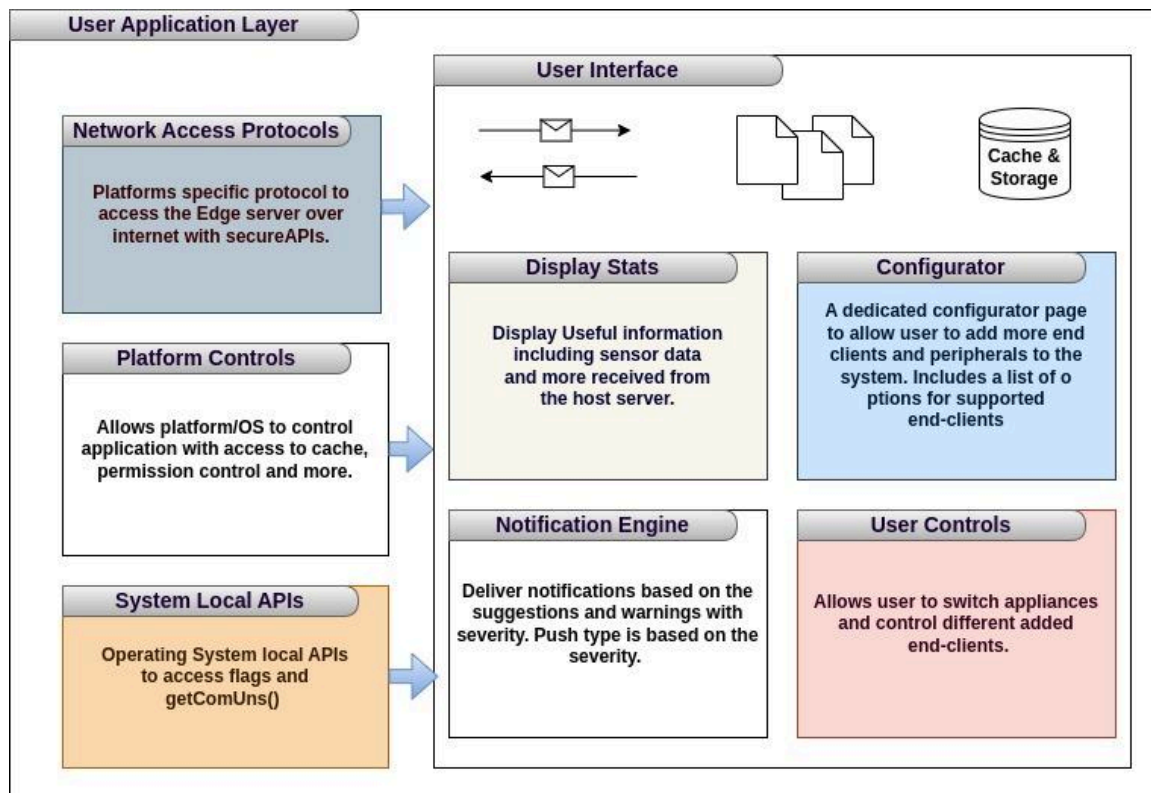 User Application Layer
Network Access Protocols
Platforms specific protocol to
access the Edge server over
internet with secureAPIs.
Platform Controls
Allows platform/OS to control
application with access to cache,
permission control and more.
System Local APIs
Operating System local APIs
to access flags and
getComUns()
User Interface
Cache &
Storage
Display Stats
Display Useful information
including sensor data
and more received from
the host server.
Configurator
A dedicated configurator page
to allow user to add more end
clients and peripherals to the
system. Includes a list of o
ptions for supported
end-clients
Notification Engine
Deliver notifications based on the
suggestions and warnings with
severity. Push type is based on the
severity.
User Controls
Allows user to switch appliances
and control different added
end-clients.